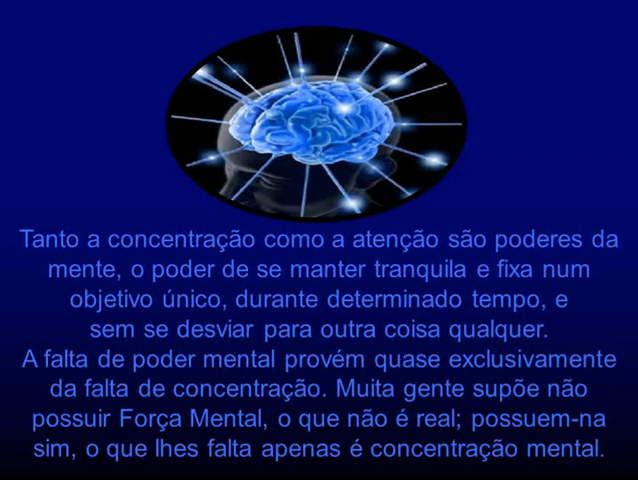 Tanto a concentração como a atenção são poderes da
mente, o poder de se manter tranquila e fixa num
objetivo único, durante determinado tempo, e
sem se desviar para outra coisa qualquer.
A falta de poder mental provém quase exclusivamente
da falta de concentração. Muita gente supõe não
possuir Força Mental, o que não é real; possuem-na
sim, o que lhes falta apenas é concentração mental.